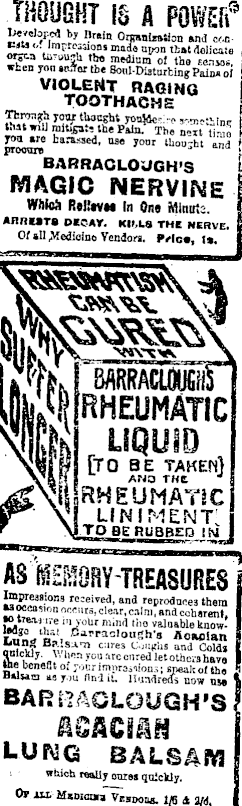 THOUGHT IS A POWER
Developed by Brain Organization and con-
sists of Impressions made upon that delicate
organ through the medium of the senses,
when you suffer the Soul-Disturbing Pains of
VIOLENT RAGING
TOOTHACHE
Through your thought you desire something
that will mitigate the Pain. The next time
you are harassed, use your thought and
procure
BARRACLOUGH'S
MAGIC NERVINE
Which Relieves in One Minute.
ARRESTS DECAY. KILLS THE NERVE.
Of all Medicine Vendors. Price, 1s.
RHEUMATISM
CAN BE
CURED
WITH
WHY
SUFFER
LONGER
BARRACLOUGHS
RHEUMATIC
LIQUID
[TO BE TAKEN]
AND THE
RHEUMATIC
LINIMENT
TO BE RUBBED IN
AS MEMORY-TREASURES
Impressions received, and reproduces them
as occasion occurs, clear, calm, and coherent,
so treasure in your mind the valuable know-
ledge that Barraclough's Acacian
Lung Balsam cures Coughs and Colds
quickly. When you are cured let others have
the benefit of your impressions; speak of the
Balsam as you find it. Hundreds now use
BARRACLOUGH'S
ACACIAN
LUNG BALSAM
which really cures quickly.
OF ALL MEDICINE VENDORS. 1/6 & 2/6.